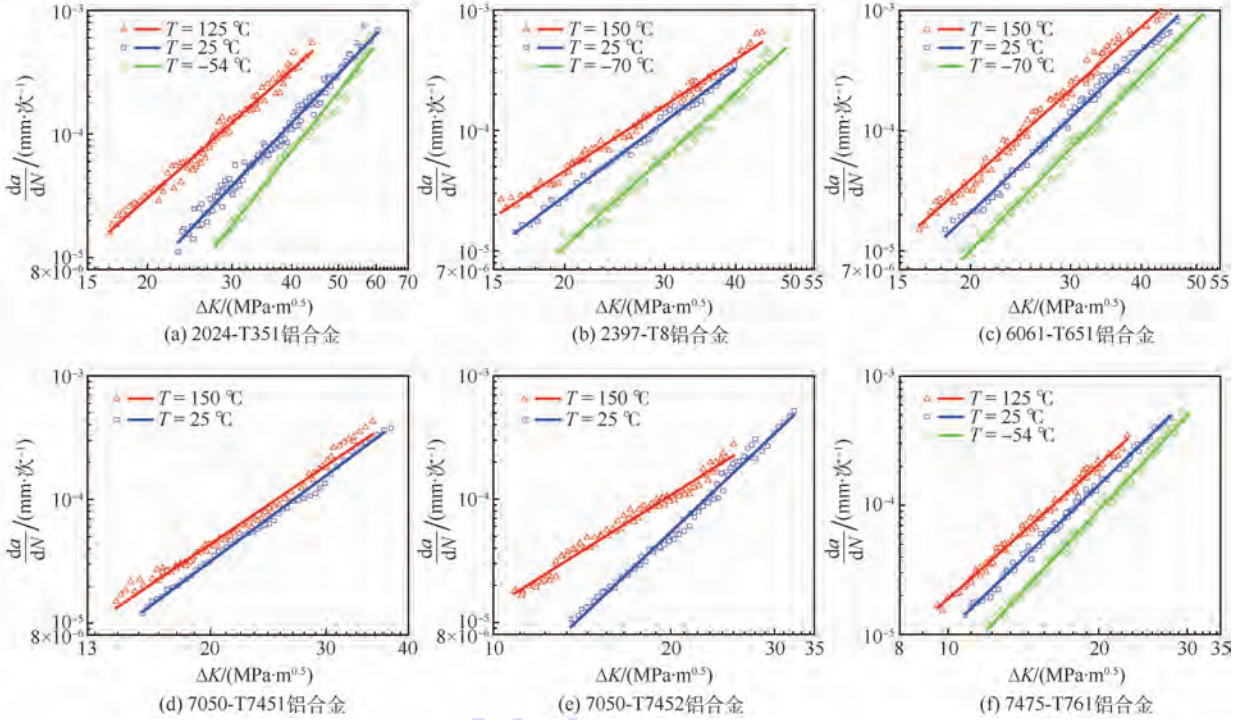 10⁻³
T = 125 ℃
T = 25 ℃
T = −54 ℃
10⁻⁴
da/dN/(mm·次⁻¹)
10⁻⁵
8×10⁻⁶
15 20 30 40 50 60 70
ΔK/(MPa·m⁰·⁵)
(a) 2024-T351铝合金
10⁻³
T = 150 ℃
T = 25 ℃
T = −70 ℃
10⁻⁴
da/dN/(mm·次⁻¹)
10⁻⁵
7×10⁻⁶
15 20 30 40 50 55
ΔK/(MPa·m⁰·⁵)
(b) 2397-T8铝合金
10⁻³
T = 150 ℃
T = 25 ℃
T = −70 ℃
10⁻⁴
da/dN/(mm·次⁻¹)
10⁻⁵
7×10⁻⁶
15 20 30 40 50 55
ΔK/(MPa·m⁰·⁵)
(c) 6061-T651铝合金
10⁻³
T = 150 ℃
T = 25 ℃
10⁻⁴
da/dN/(mm·次⁻¹)
10⁻⁵
8×10⁻⁶
13 20 30 40
ΔK/(MPa·m⁰·⁵)
(d) 7050-T7451铝合金
10⁻³
T = 150 ℃
T = 25 ℃
10⁻⁴
da/dN/(mm·次⁻¹)
10⁻⁵
8×10⁻⁶
10 20 30 35
ΔK/(MPa·m⁰·⁵)
(e) 7050-T7452铝合金
10⁻³
T = 125 ℃
T = 25 ℃
T = −54 ℃
10⁻⁴
da/dN/(mm·次⁻¹)
10⁻⁵
8 10 20 30 35
ΔK/(MPa·m⁰·⁵)
(f) 7475-T761铝合金